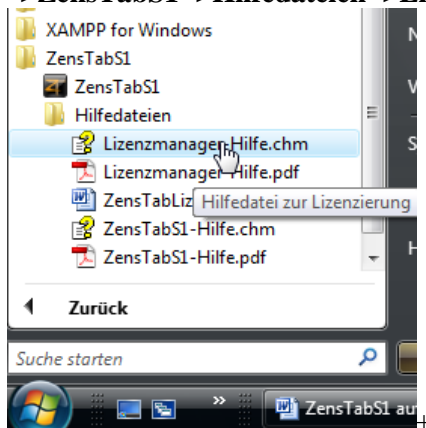 XAMPP for Windows
ZensTabS1
ZensTabS1
Hilfedateien
Lizenzmanager-Hilfe.chm
Lizenzmanager-Hilfe.pdf
ZensTabLiz
Hilfedatei zur Lizenzierung
ZensTabS1-Hilfe.chm
ZensTabS1-Hilfe.pdf
Zurück
Suche starten
»
ZensTabS1 au